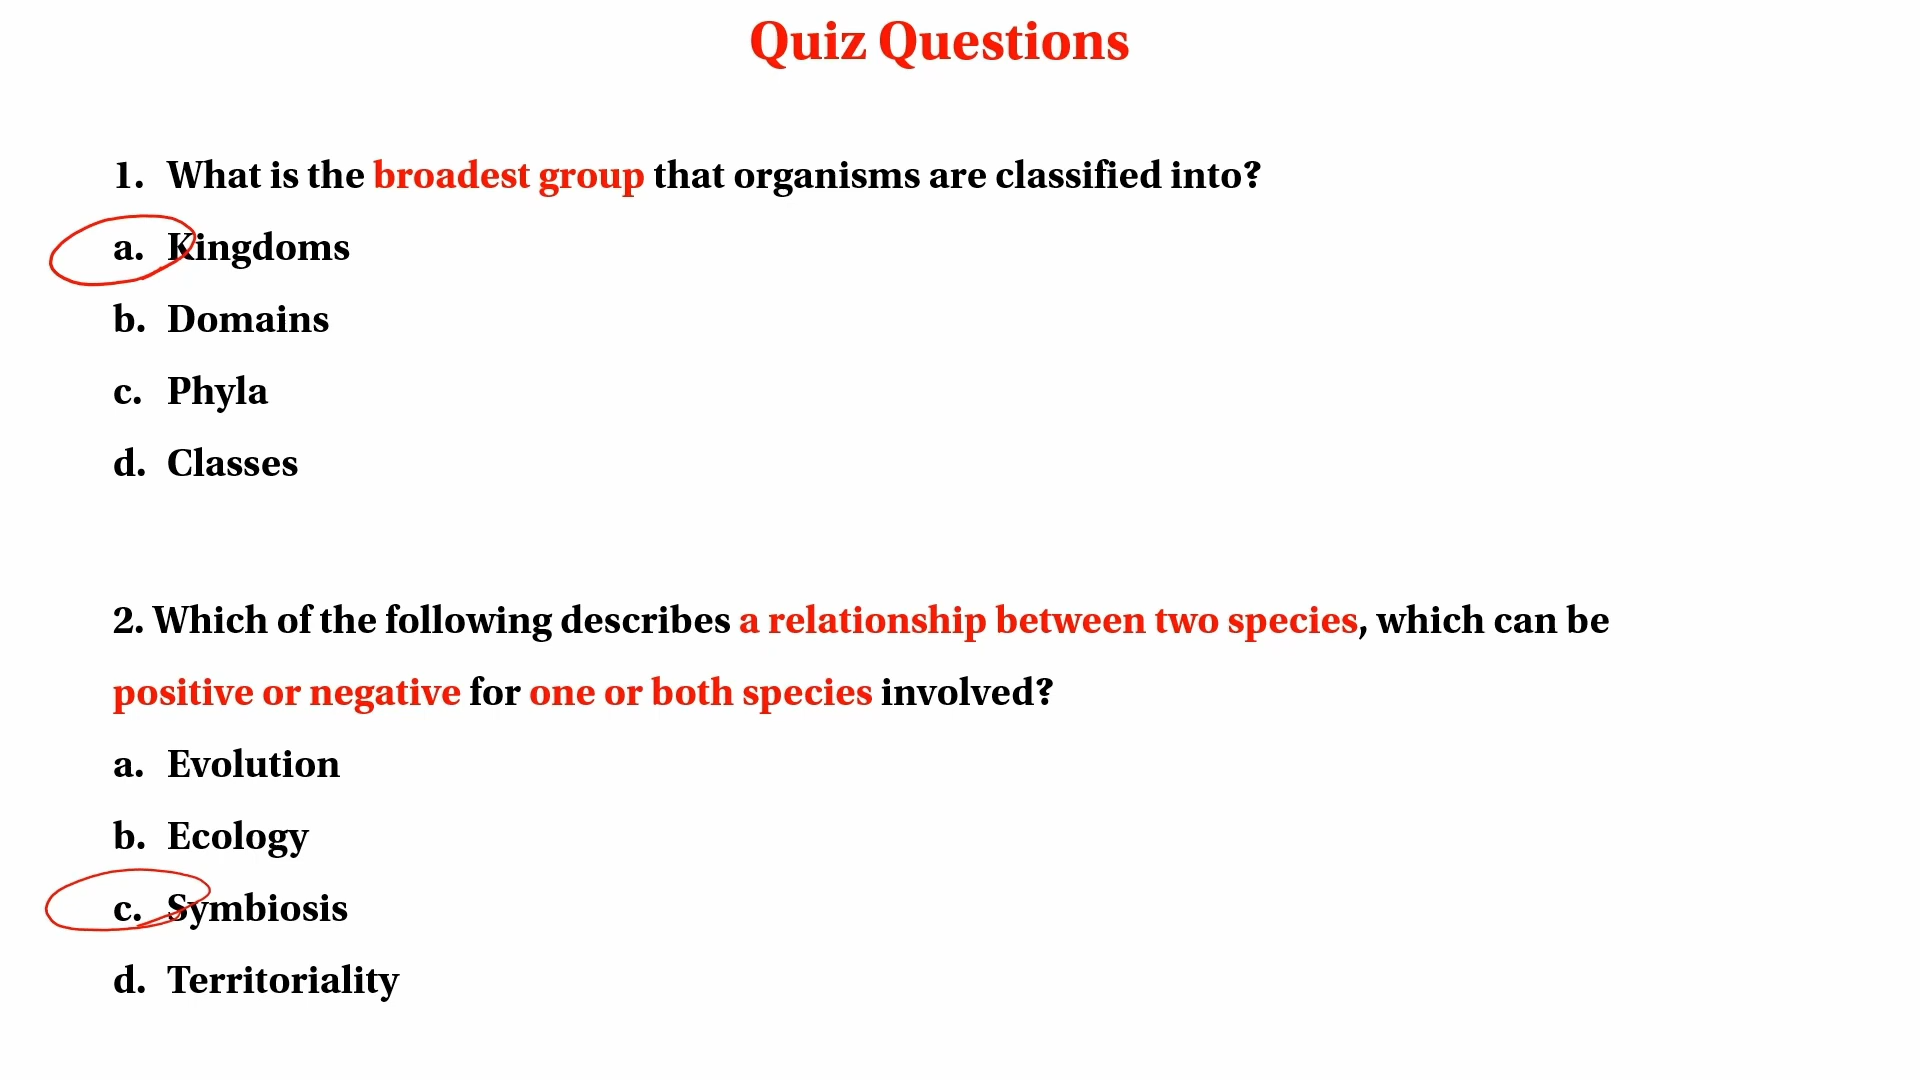 Quiz Questions
1. What is the broadest group that organisms are classified into?
a. Kingdoms
b. Domains
c. Phyla
d. Classes
2. Which of the following describes a relationship between two species, which can be
positive or negative for one or both species involved?
a. Evolution
b. Ecology
c. Symbiosis
d. Territoriality